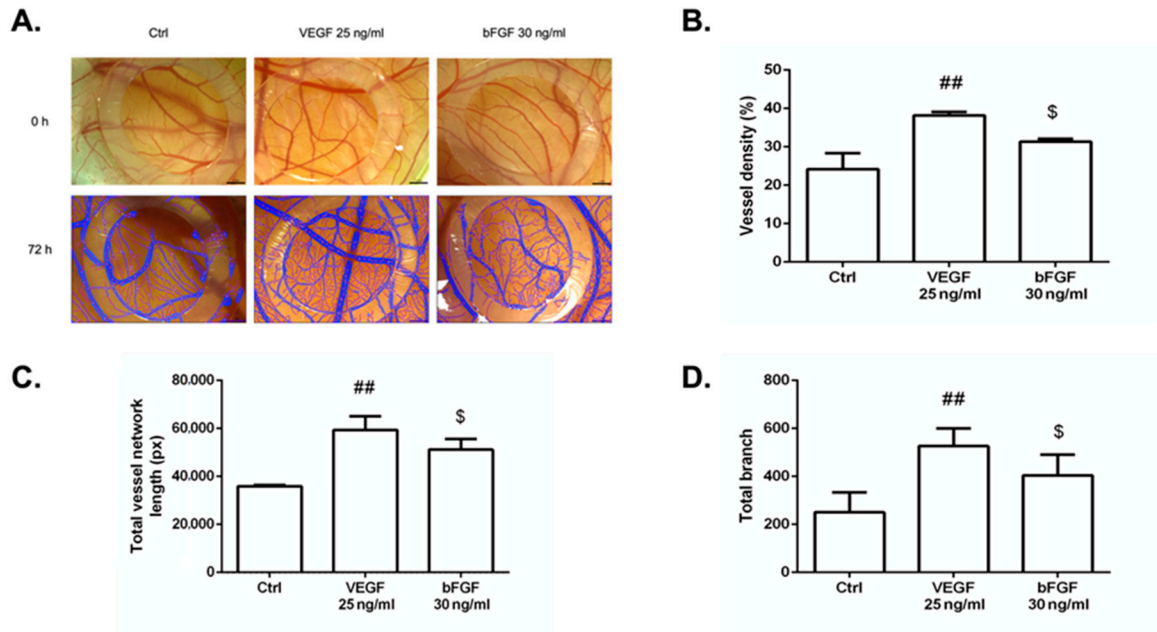 A.
Ctrl
VEGF 25 ng/ml
bFGF 30 ng/ml
0 h
72 h
B.
Vessel density (%)
50
40
30
20
10
0
##
$
Ctrl
VEGF
25 ng/ml
bFGF
30 ng/ml
C.
Total vessel network
length (px)
80.000
60.000
40.000
20.000
0
##
$
Ctrl
VEGF
25 ng/ml
bFGF
30 ng/ml
D.
Total branch
800
600
400
200
0
##
$
Ctrl
VEGF
25 ng/ml
bFGF
30 ng/ml